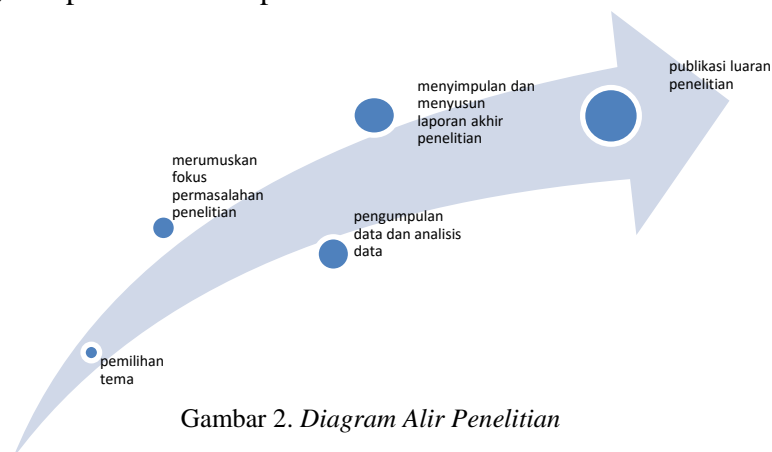 pemilihan
tema
merumuskan
fokus
permasalahan
penelitian
pengumpulan
data dan analisis
data
menyimpulan dan
menyusun
laporan akhir
penelitian
publikasi luaran
penelitian
Gambar 2. Diagram Alir Penelitian